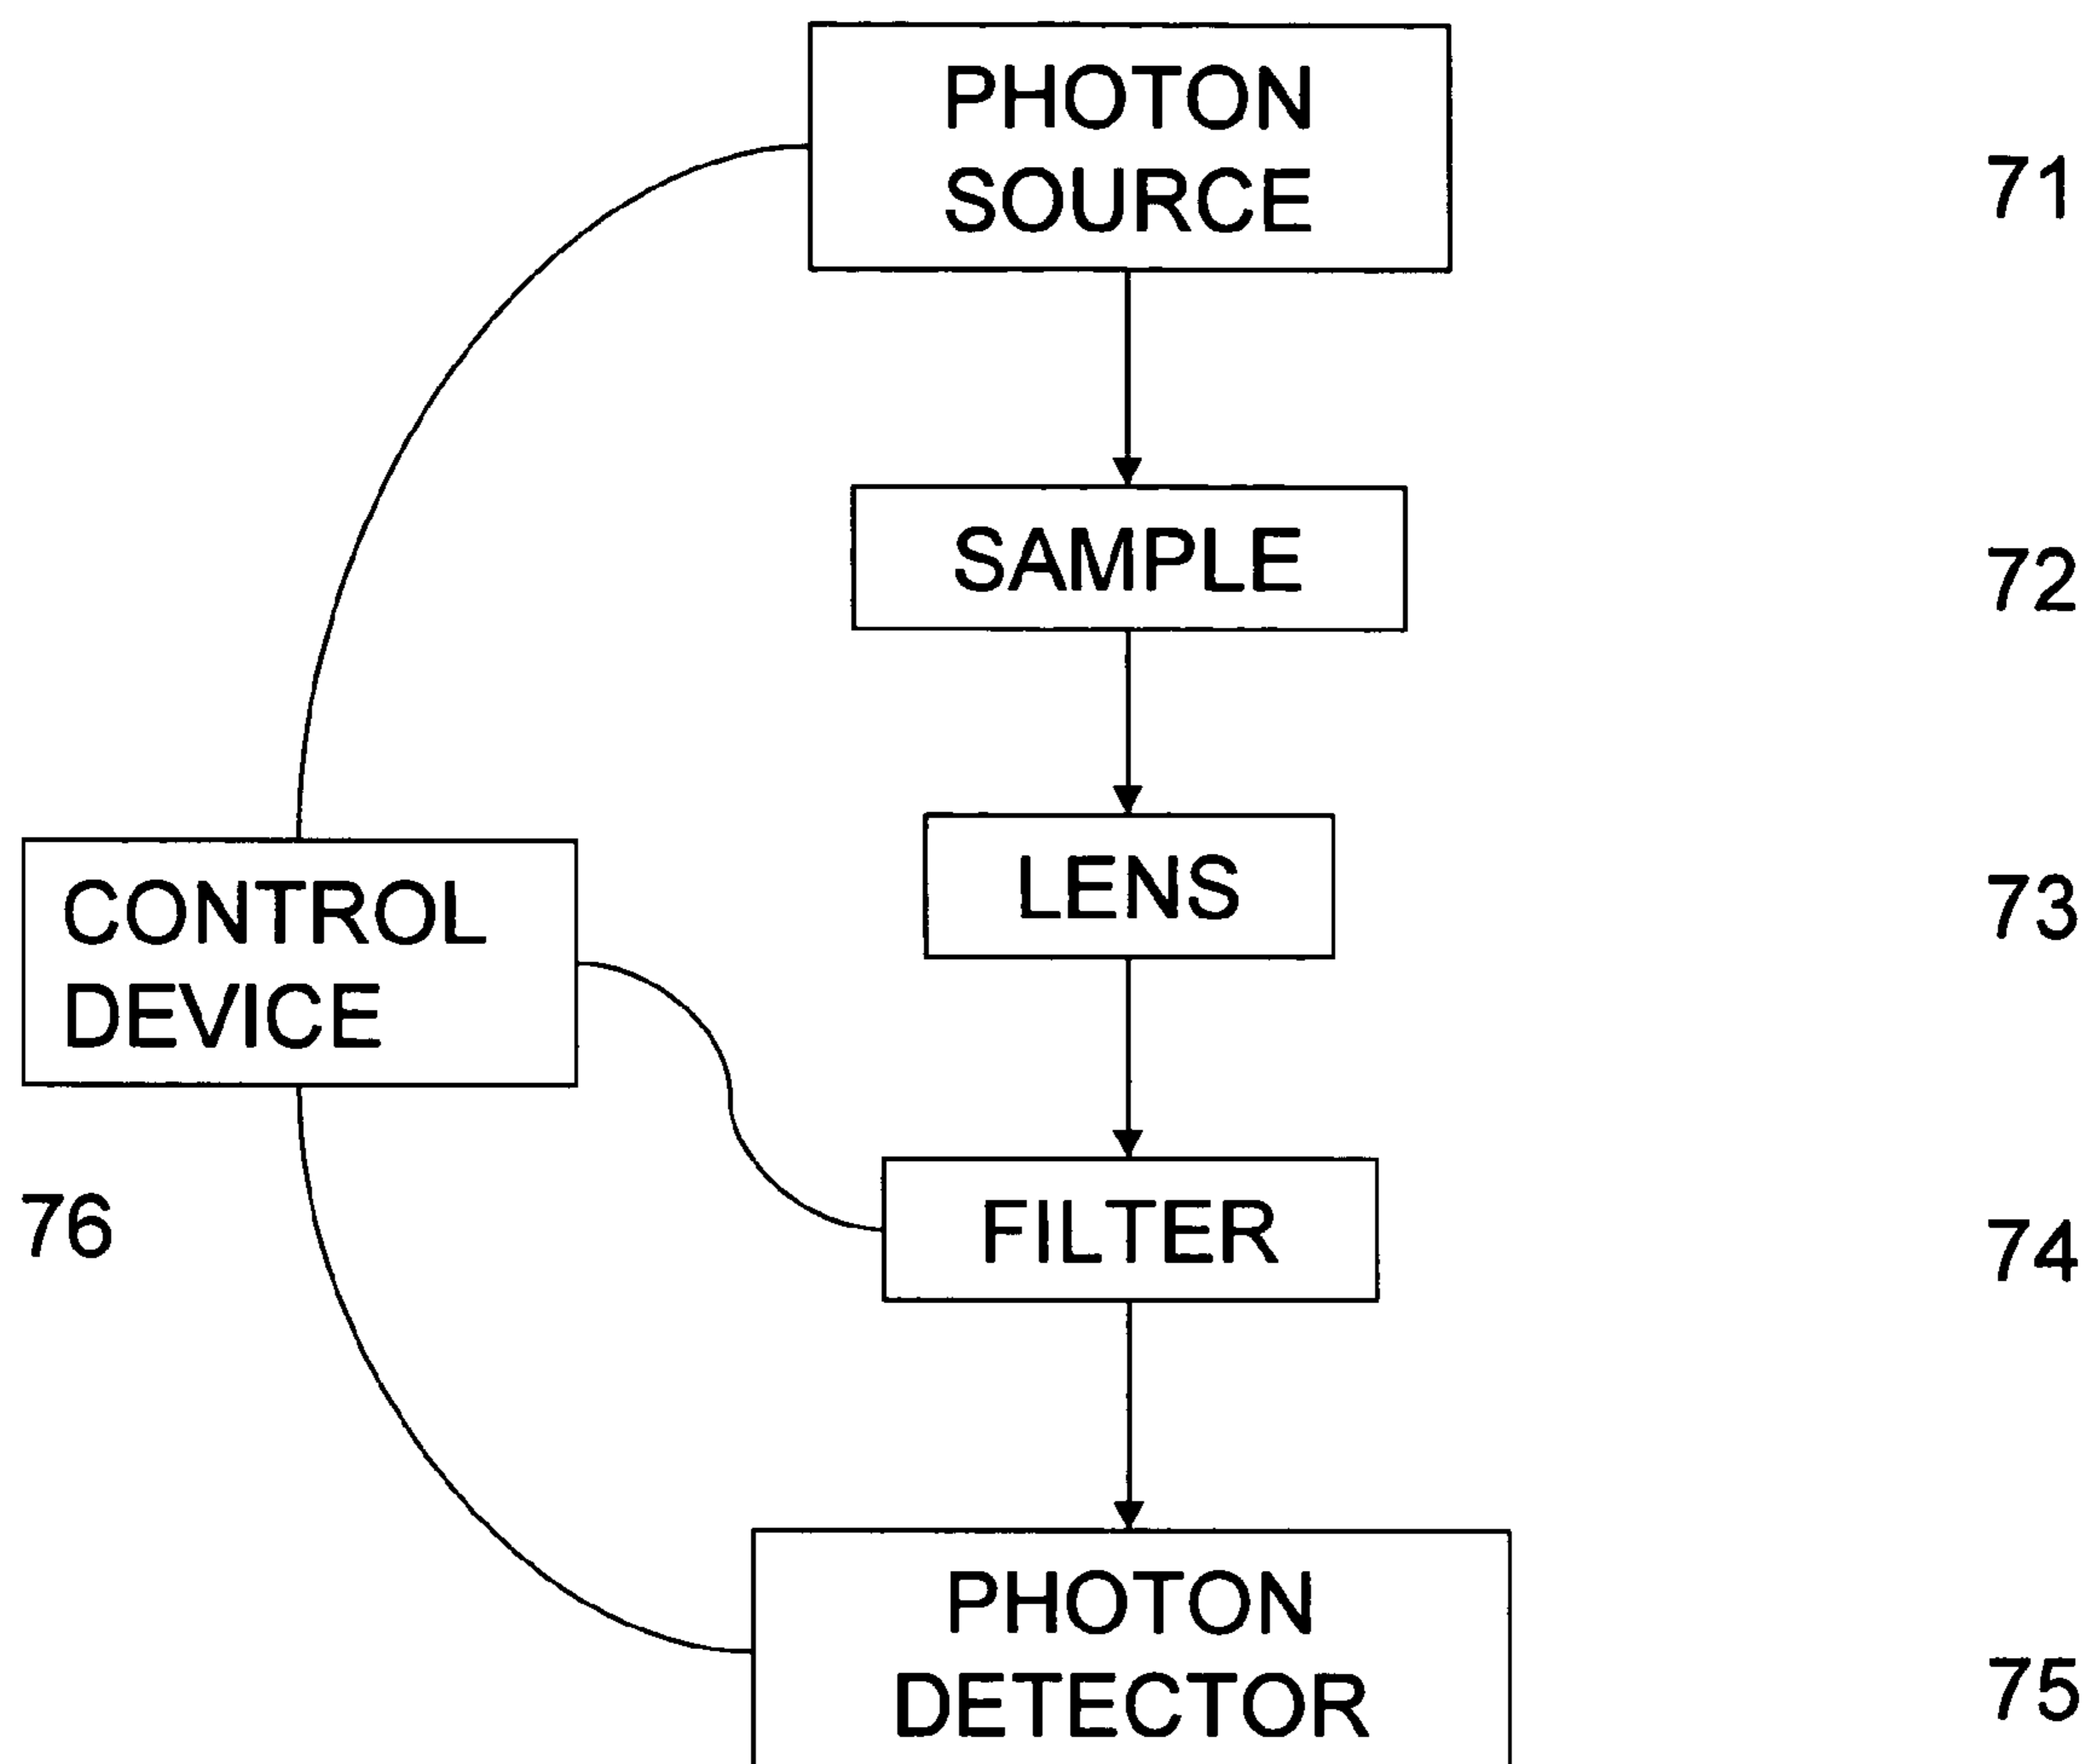 PHOTON
SOURCE
71
SAMPLE
72
LENS
73
CONTROL
DEVICE
76
FILTER
74
PHOTON
DETECTOR
75